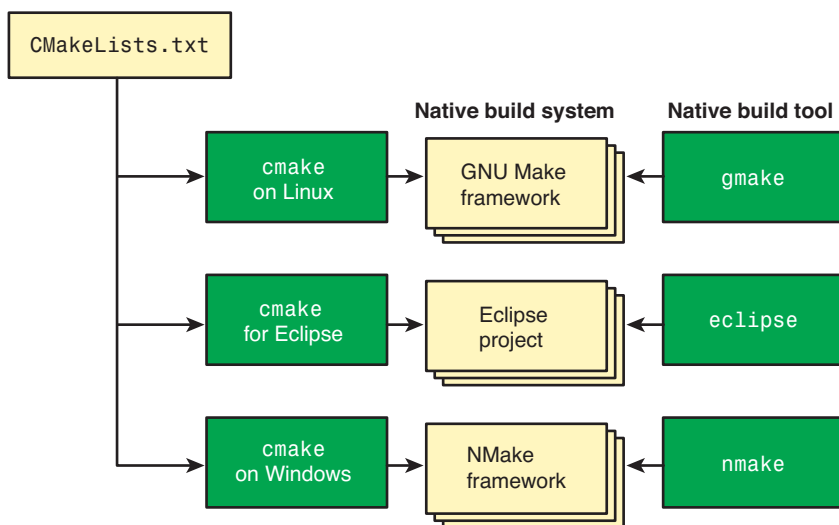 CMakeLists.txt
Native build system
Native build tool
cmake
on Linux
GNU Make
framework
gmake
cmake
for Eclipse
Eclipse
project
eclipse
cmake
on Windows
NMake
framework
nmake